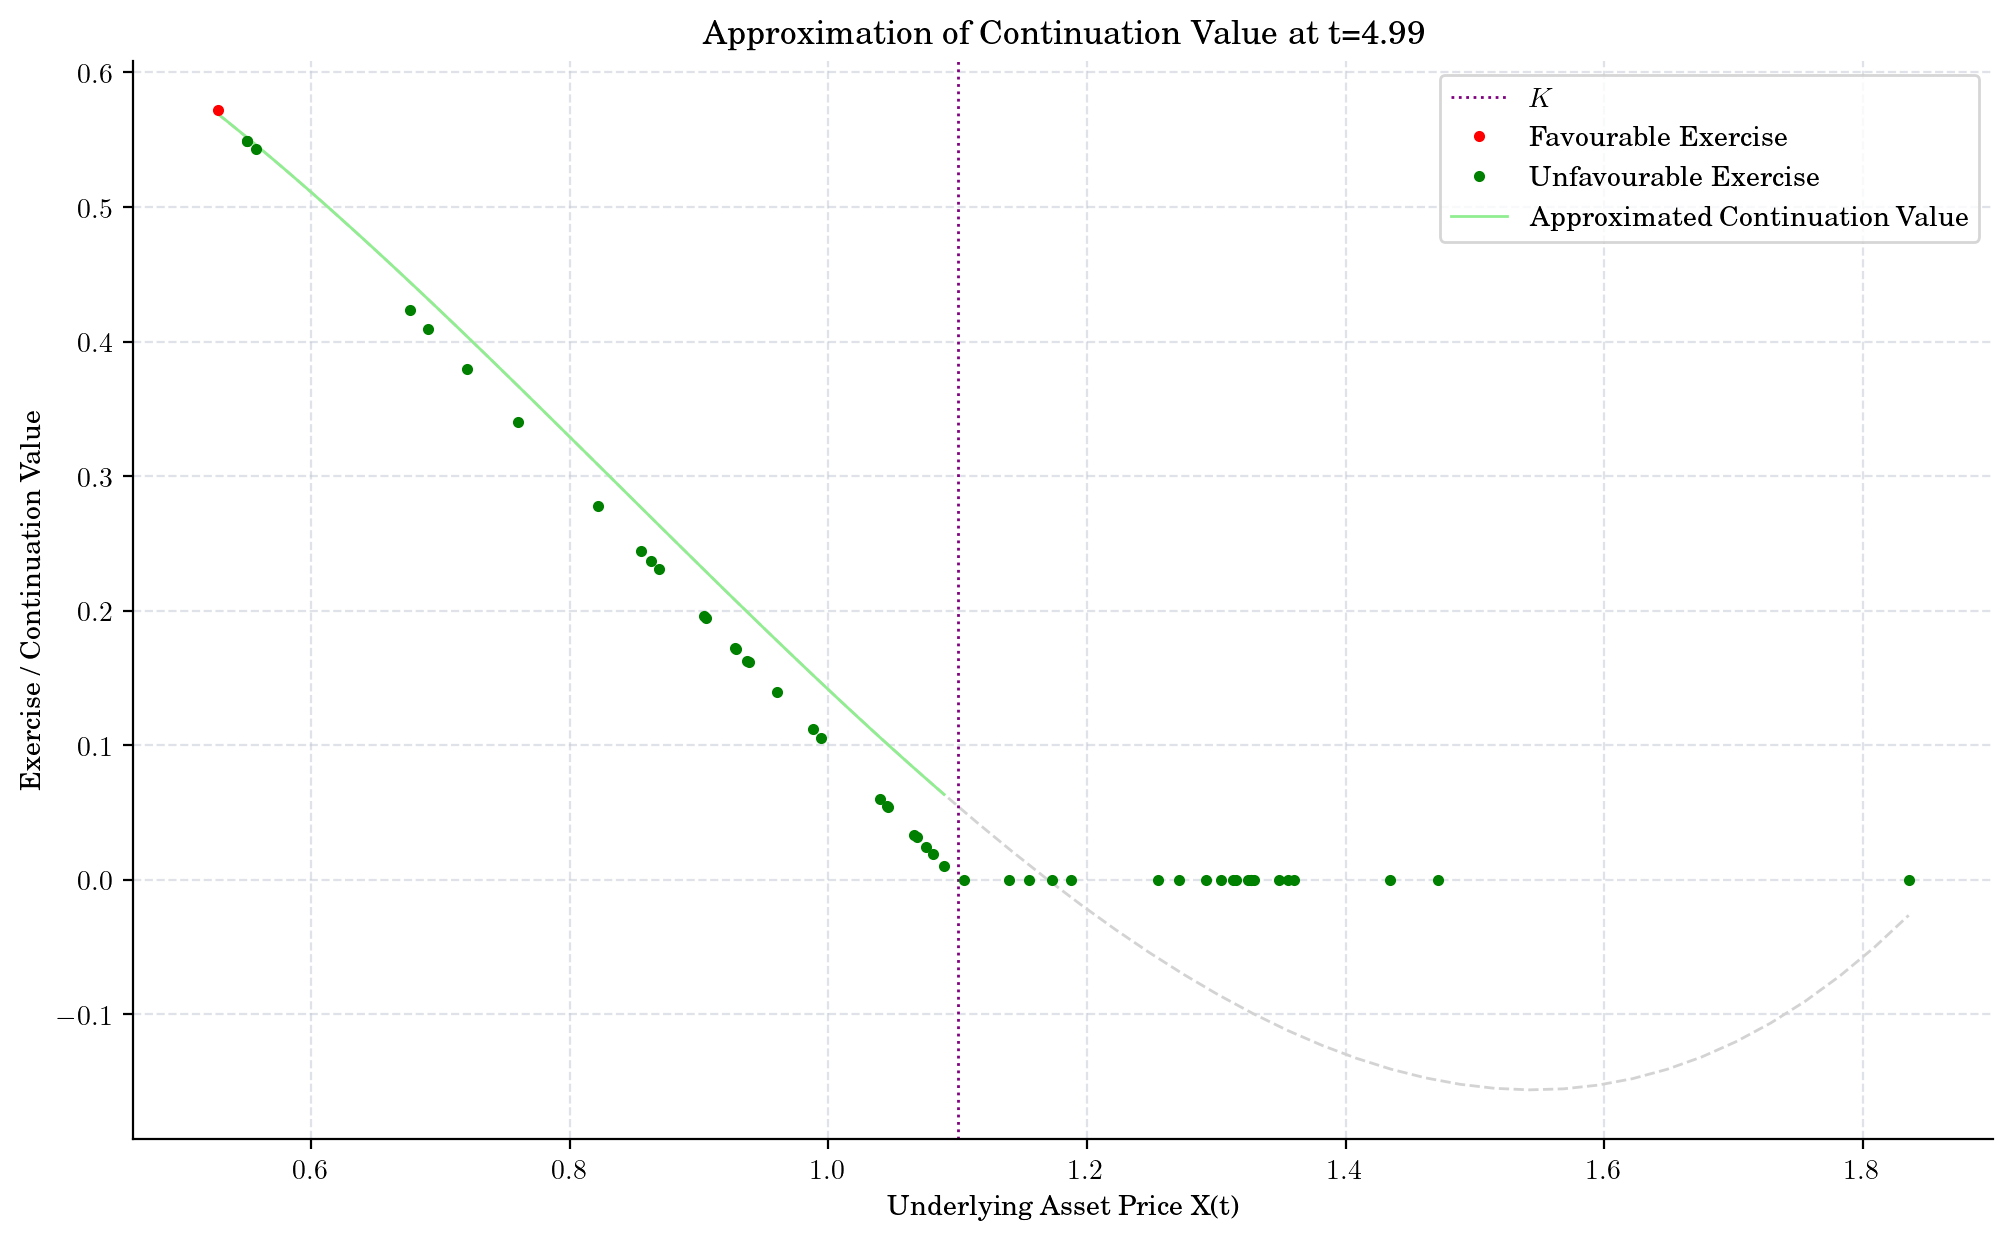 Approximation of Continuation Value at t=4.99
K
Favourable Exercise
Unfavourable Exercise
Approximated Continuation Value
Exercise / Continuation Value
0.6
0.5
0.4
0.3
0.2
0.1
0.0
−0.1
0.6 0.8 1.0 1.2 1.4 1.6 1.8
Underlying Asset Price X(t)